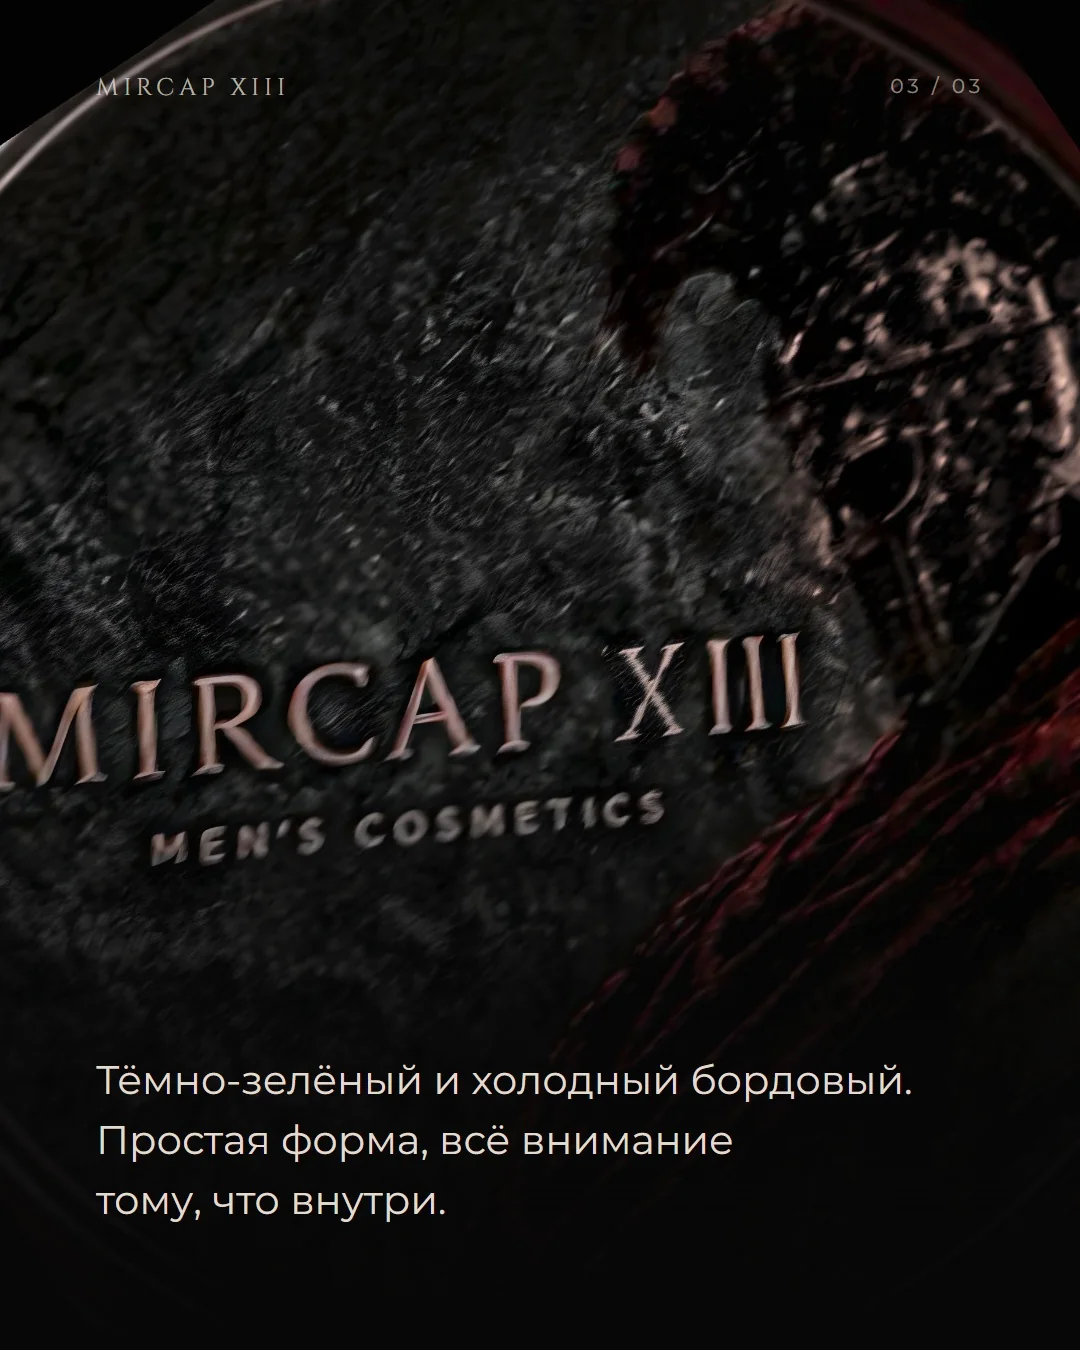 MIRCAP XIII
03 / 03
MIRCAP XIII
MEN'S COSMETICS
Тёмно-зелёный и холодный бордовый.
Простая форма, всё внимание
тому, что внутри.